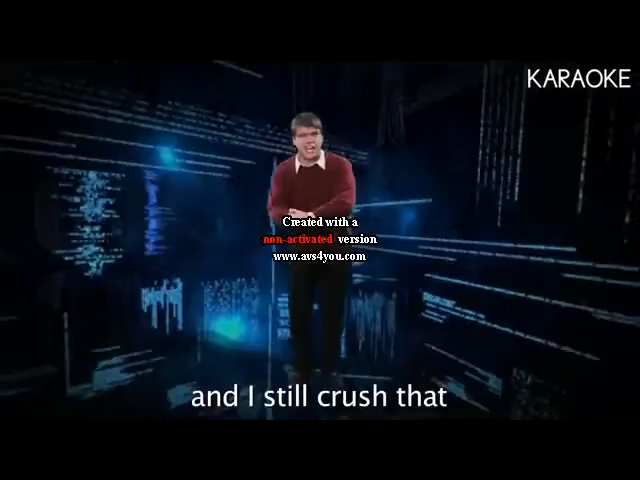 KARAOKE
Created with a
non-activated version
www.avs4you.com
and I still crush that